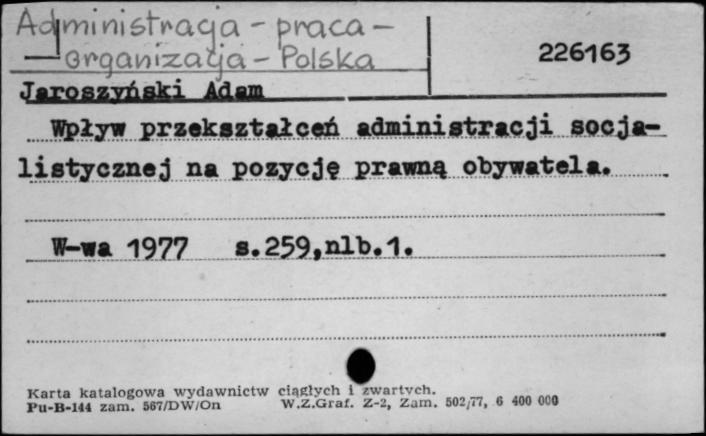 Administracja - praca -
- organizacja - Polska
226163
Jaroszyński Adam
Wpływ przekształceń administracji socja-
listycznej na pozycję prawną obywatela.
W-wa 1977 s.259,nlb.1.
Karta katalogowa wydawnictw ciągłych i zwartych.
Pu-B-144 zam. 567/DW/On W.Z.Graf. Z-2, Zam. 502/77, 6 400 000